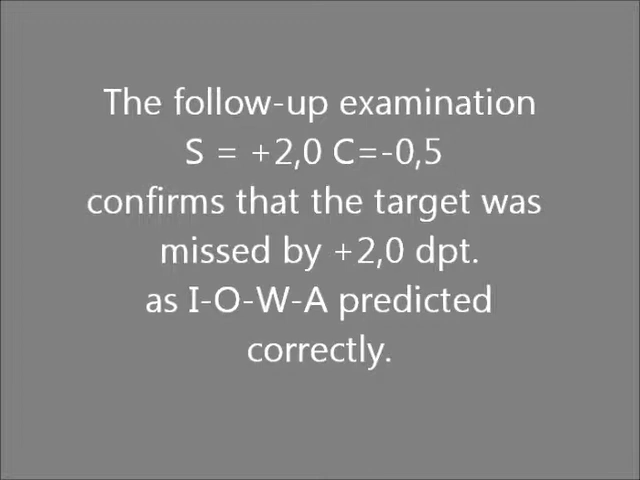 The follow-up examination
S = +2,0 C=-0,5
confirms that the target was
missed by +2,0 dpt.
as I-O-W-A predicted
correctly.